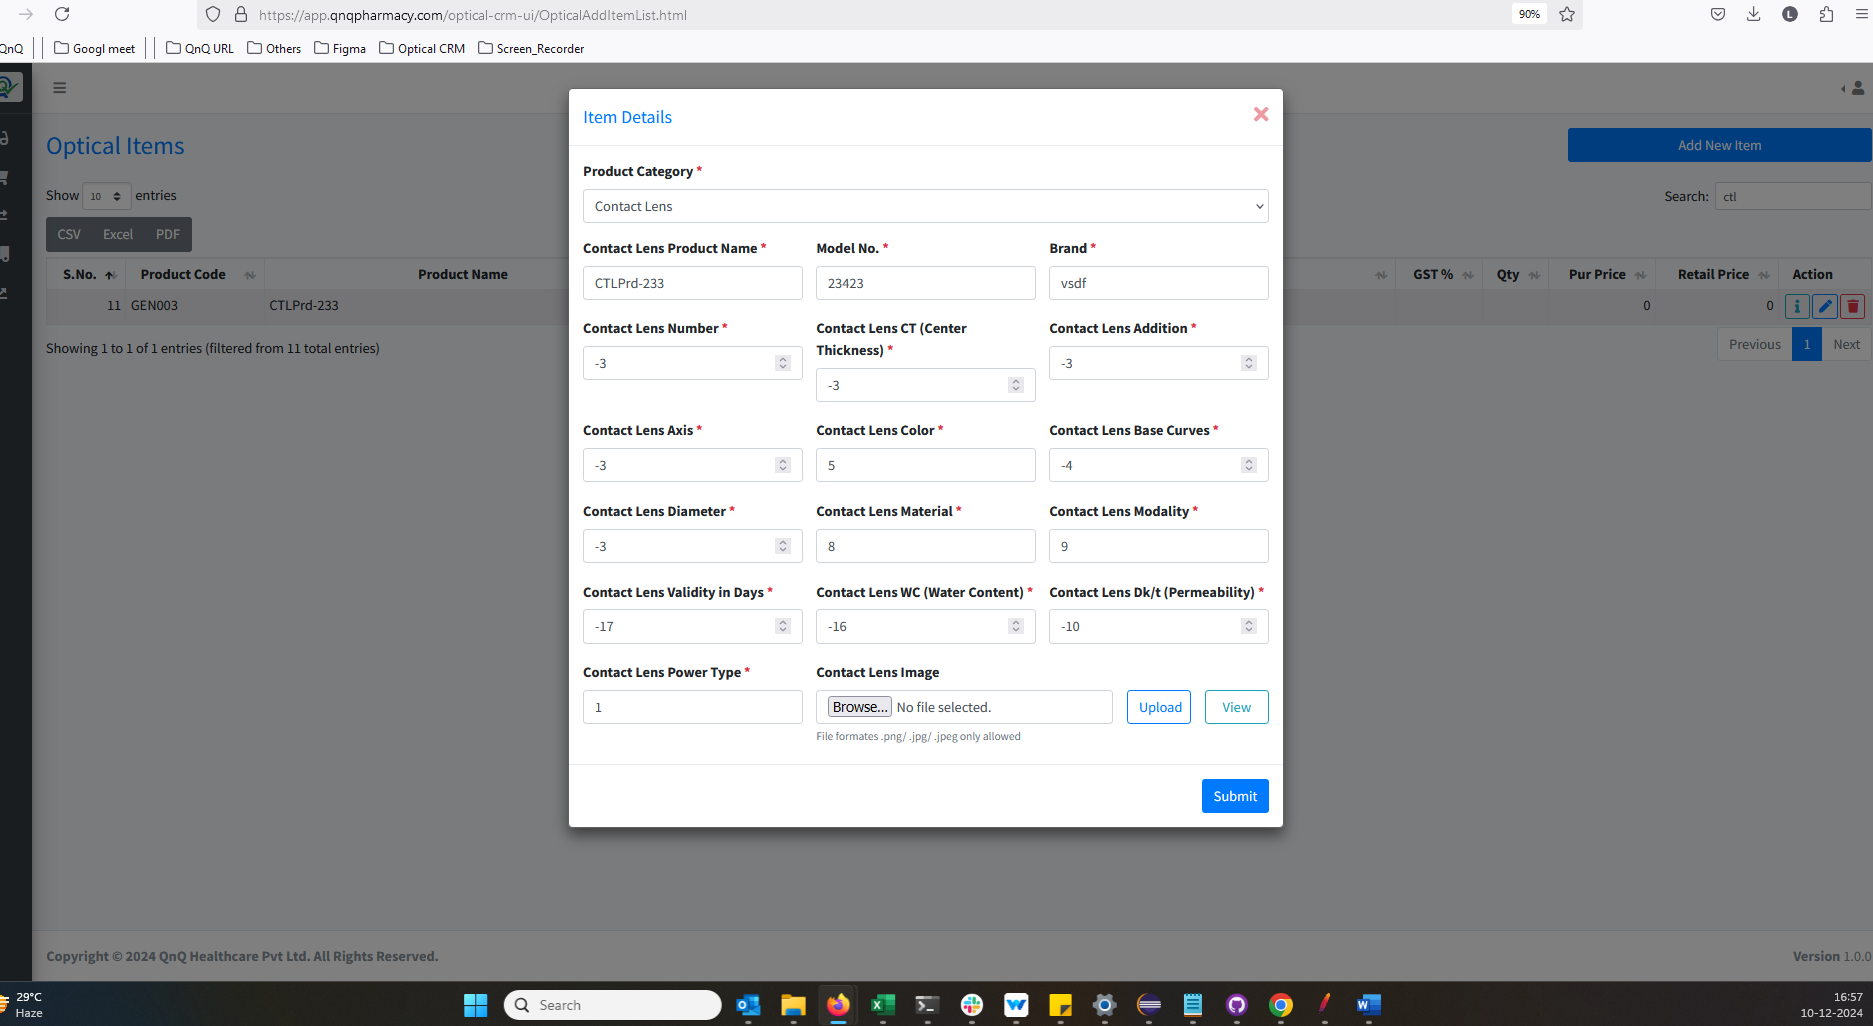 https://app.qnqpharmacy.com/optical-crm-ui/OpticalAddItemList.html 90% L
QnQ Googl meet QnQ URL Others Figma Optical CRM Screen_Recorder
Item Details
Optical Items Add New Item
Product Category *
Show 10 entries Search: ctl
Contact Lens
CSV Excel PDF
Contact Lens Product Name * Model No. * Brand *
S.No. Product Code Product Name GST % Qty Pur Price Retail Price Action
CTLPrd-233 23423 vsdf
11 GEN003 CTLPrd-233 0 0
Contact Lens Number * Contact Lens CT (Center Thickness) * Contact Lens Addition *
Showing 1 to 1 of 1 entries (filtered from 11 total entries) Previous 1 Next
-3 -3 -3
Contact Lens Axis * Contact Lens Color * Contact Lens Base Curves *
-3 5 -4
Contact Lens Diameter * Contact Lens Material * Contact Lens Modality *
-3 8 9
Contact Lens Validity in Days * Contact Lens WC (Water Content) * Contact Lens Dk/t (Permeability) *
-17 -16 -10
Contact Lens Power Type * Contact Lens Image
1 Browse... No file selected. Upload View
File formates .png/ .jpg/ .jpeg only allowed
Submit
Copyright © 2024 QnQ Healthcare Pvt Ltd. All Rights Reserved. Version 1.0.0
29°C
Haze
Search
16:57
10-12-2024